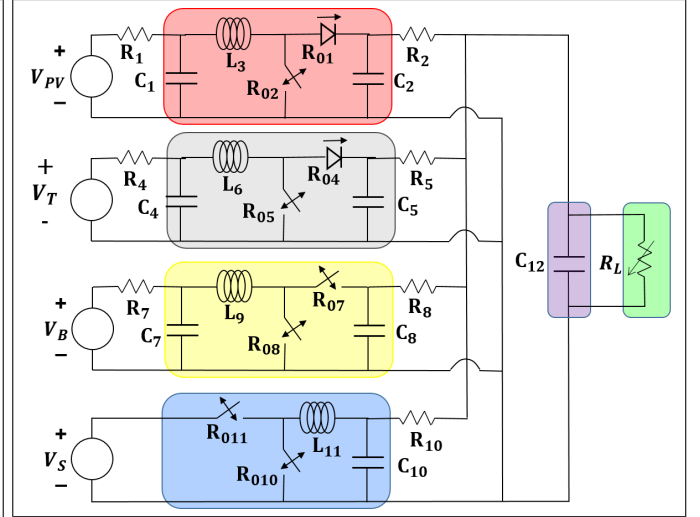 +
V_PV
−
R₁
C₁
L₃
R₀₁
R₀₂
C₂
R₂
+
V_T
-
R₄
C₄
L₆
R₀₄
R₀₅
C₅
R₅
C₁₂
R_L
+
V_B
−
R₇
C₇
L₉
R₀₇
R₀₈
C₈
R₈
+
V_S
−
R₀₁₁
L₁₁
R₀₁₀
C₁₀
R₁₀